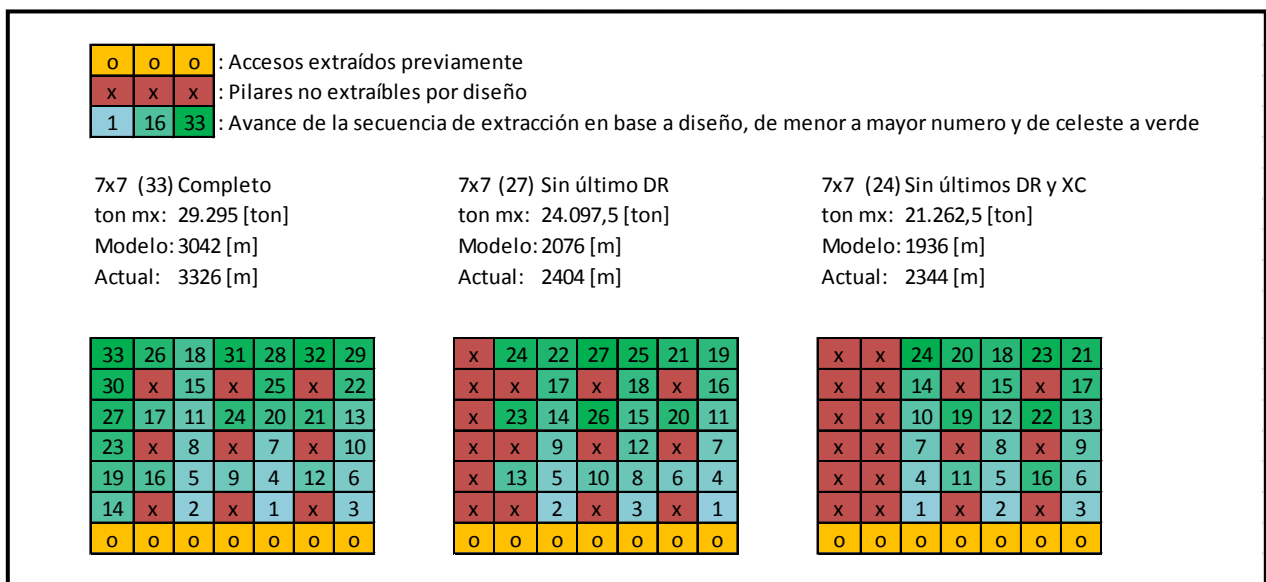 o o o : Accesos extraídos previamente
x x x : Pilares no extraíbles por diseño
1 16 33 : Avance de la secuencia de extracción en base a diseño, de menor a mayor numero y de celeste a verde
7x7 (33) Completo
ton mx: 29.295 [ton]
Modelo: 3042 [m]
Actual: 3326 [m]
33 26 18 31 28 32 29
30 x 15 x 25 x 22
27 17 11 24 20 21 13
23 x 8 x 7 x 10
19 16 5 9 4 12 6
14 x 2 x 1 x 3
o o o o o o o
7x7 (27) Sin último DR
ton mx: 24.097,5 [ton]
Modelo: 2076 [m]
Actual: 2404 [m]
x 24 22 27 25 21 19
x x 17 x 18 x 16
x 23 14 26 15 20 11
x x 9 x 12 x 7
x 13 5 10 8 6 4
x x 2 x 3 x 1
o o o o o o o
7x7 (24) Sin últimos DR y XC
ton mx: 21.262,5 [ton]
Modelo: 1936 [m]
Actual: 2344 [m]
x x 24 20 18 23 21
x x 14 x 15 x 17
x x 10 19 12 22 13
x x 7 x 8 x 9
x x 4 11 5 16 6
x x 1 x 2 x 3
o o o o o o o